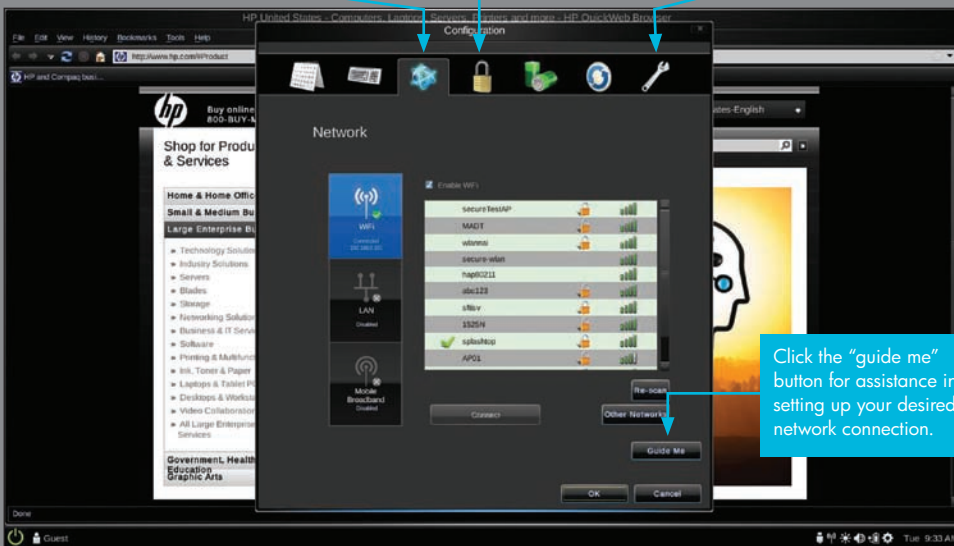 HP United States - Computers, Laptops, Servers, Printers and more - HP QuickWeb Browser
Configuration
File Edit View History Bookmarks Tools Help
http://www.hp.com/#Product
HP and Compaq busi...
hp
Buy online
800-BUY-M
ates-English
Shop for Produ
& Services
Home & Home Offic
Small & Medium Bu
Large Enterprise Bu
» Technology Solution
» Industry Solutions
» Servers
» Blades
» Storage
» Networking Solution
» Business & IT Servi
» Software
» Printing & Multifunct
» Ink, Toner & Paper
» Laptops & Tablet PC
» Desktops & Worksta
» Video Collaboration
» All Large Enterprise
Services
Government, Health
Education
Graphic Arts
Network
WiFi
Connected
LAN
Disabled
Mobile
Broadband
Disabled
Enable WiFi
secureTestAP
MADT
secure-wlan
hap80211
abc123
1525N
splashtop
AP01
Re-scan
Connect
Other Networks
Guide Me
OK Cancel
Click the “guide me”
button for assistance in
setting up your desired
network connection.
Done
Guest
Tue 9:33 AM